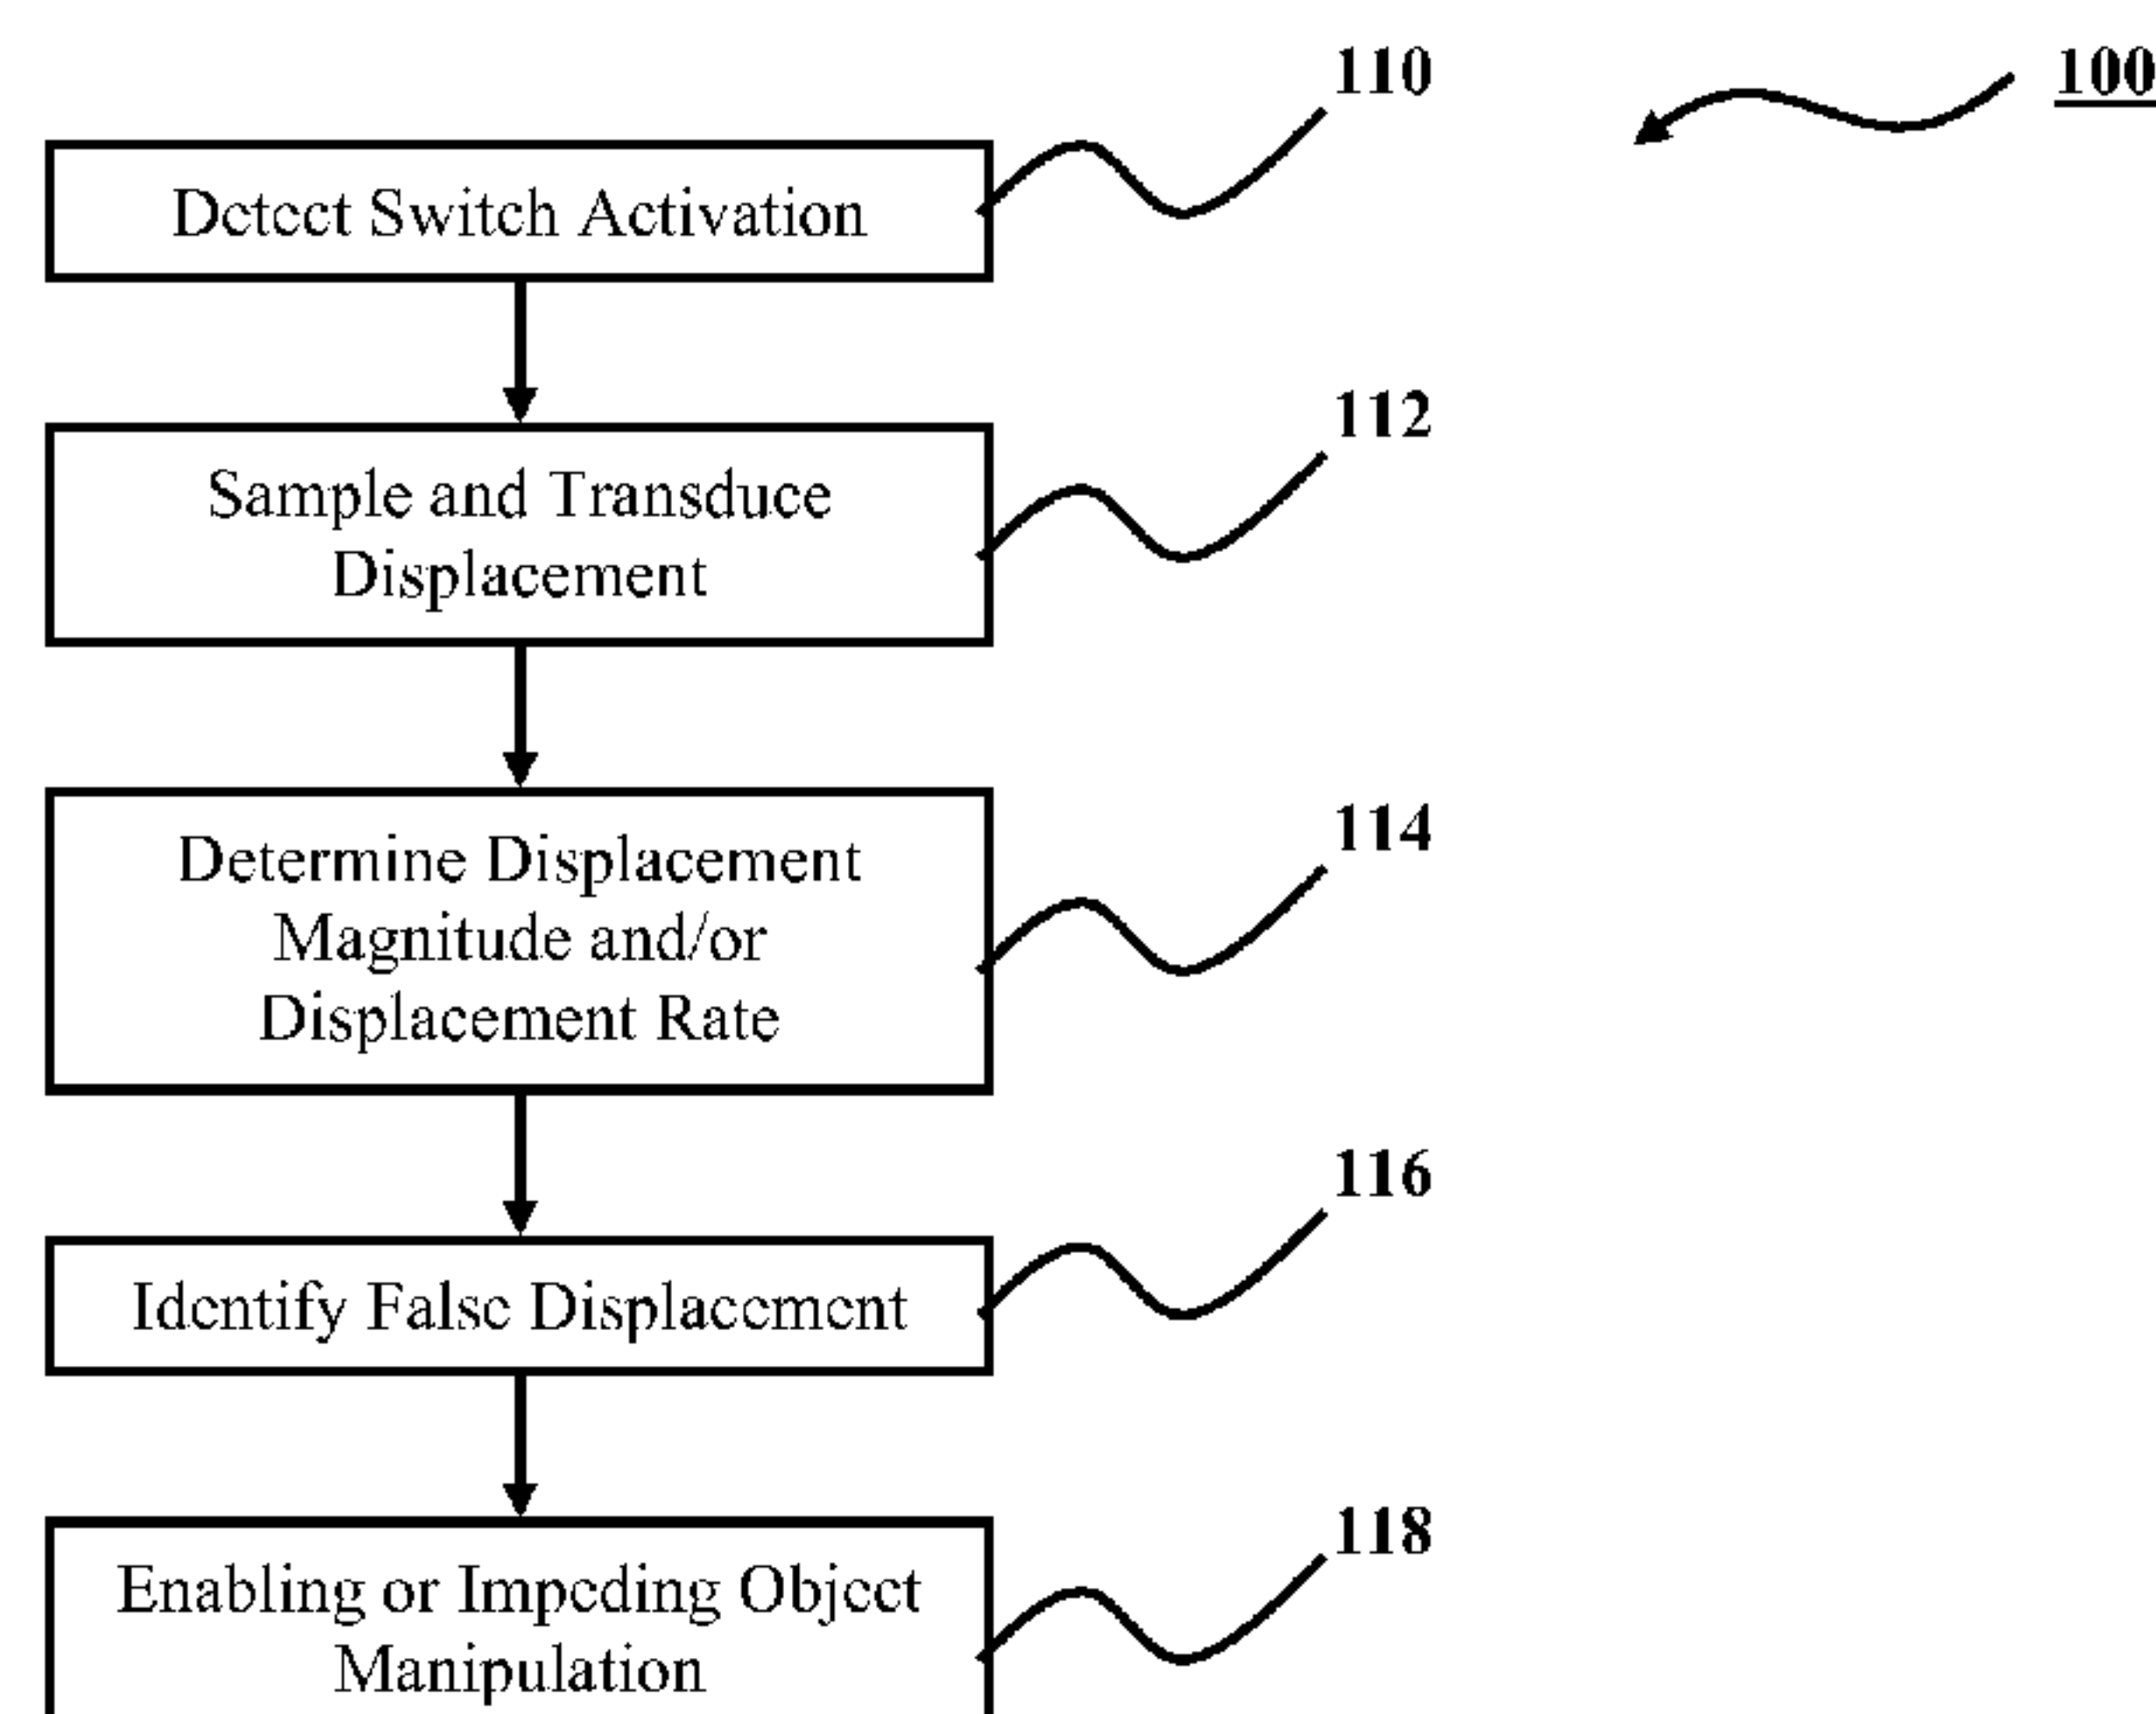 110
100
Detect Switch Activation
112
Sample and Transduce
Displacement
114
Determine Displacement
Magnitude and/or
Displacement Rate
116
Identify False Displacement
118
Enabling or Impeding Object
Manipulation